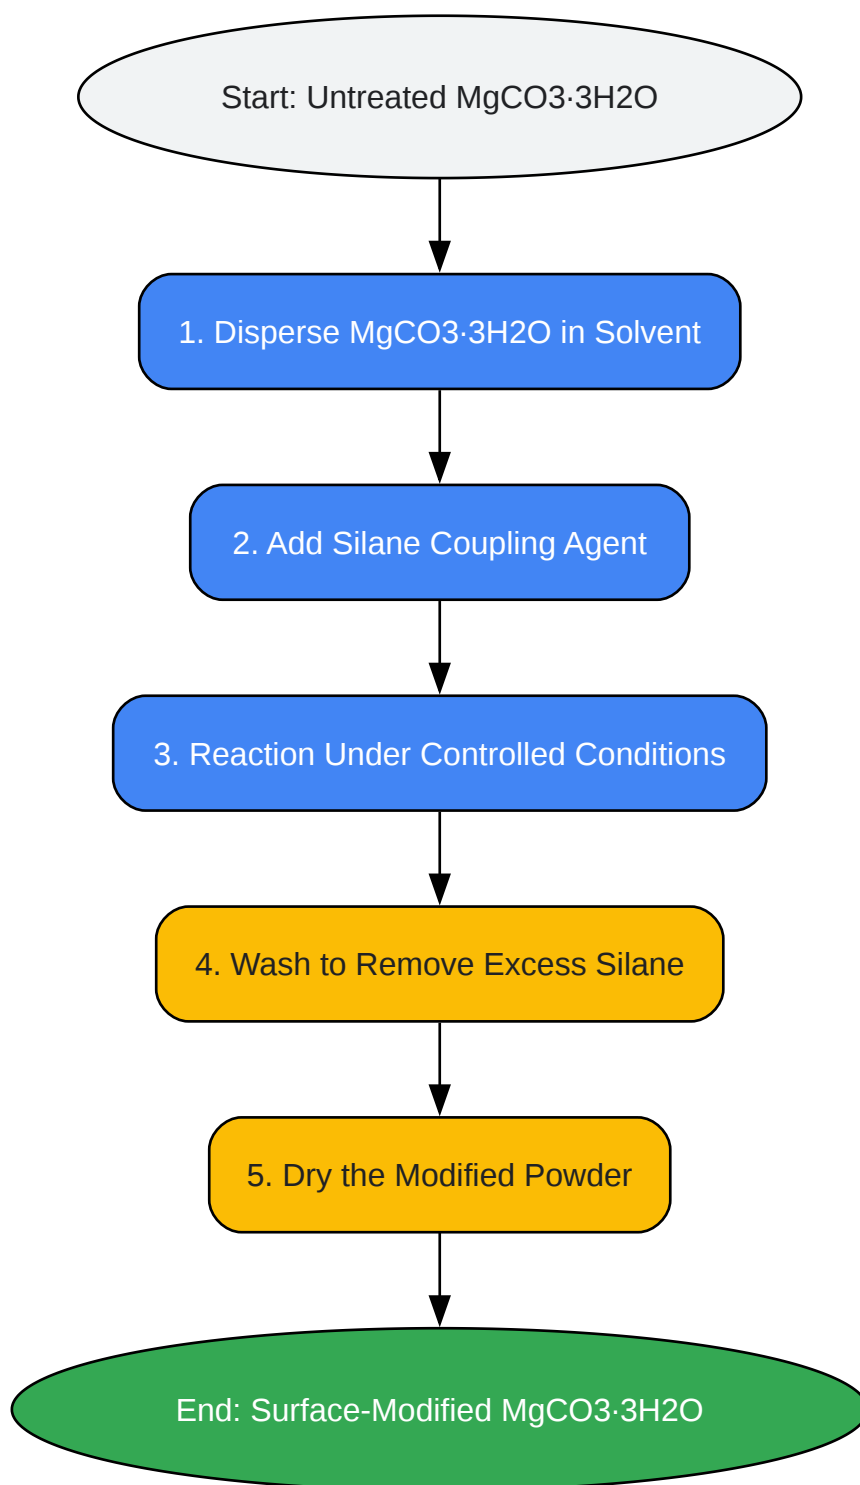 Start: Untreated MgCO3·3H2O
1. Disperse MgCO3·3H2O in Solvent
2. Add Silane Coupling Agent
3. Reaction Under Controlled Conditions
4. Wash to Remove Excess Silane
5. Dry the Modified Powder
End: Surface-Modified MgCO3·3H2O